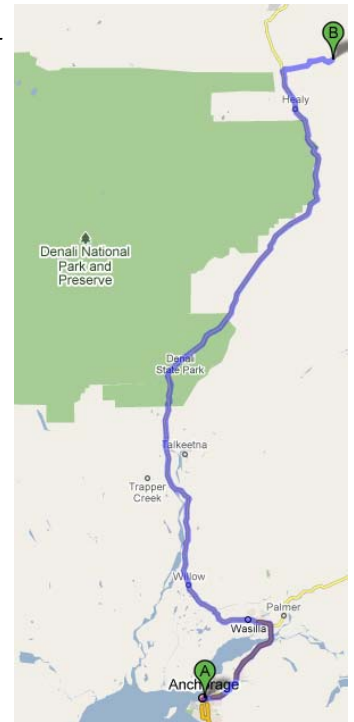 B
Healy
Denali National
Park and
Preserve
Denali
State Park
Talkeetna
Trapper
Creek
Willow
Palmer
Wasilla
A
Anchorage